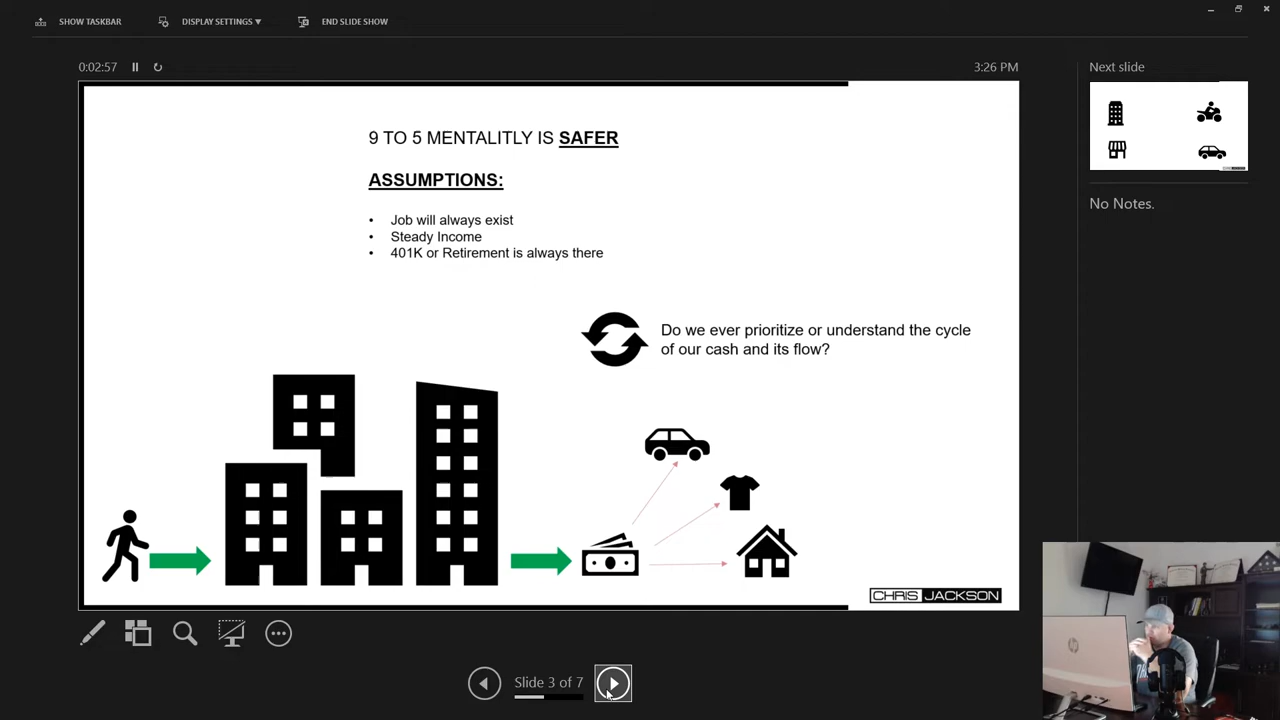 SHOW TASKBAR
DISPLAY SETTINGS ▼
END SLIDE SHOW
0:02:57
3:26 PM
Next slide
9 TO 5 MENTALITLY IS SAFER
ASSUMPTIONS:
• Job will always exist
• Steady Income
• 401K or Retirement is always there
No Notes.
Do we ever prioritize or understand the cycle
of our cash and its flow?
CHRIS JACKSON
Slide 3 of 7